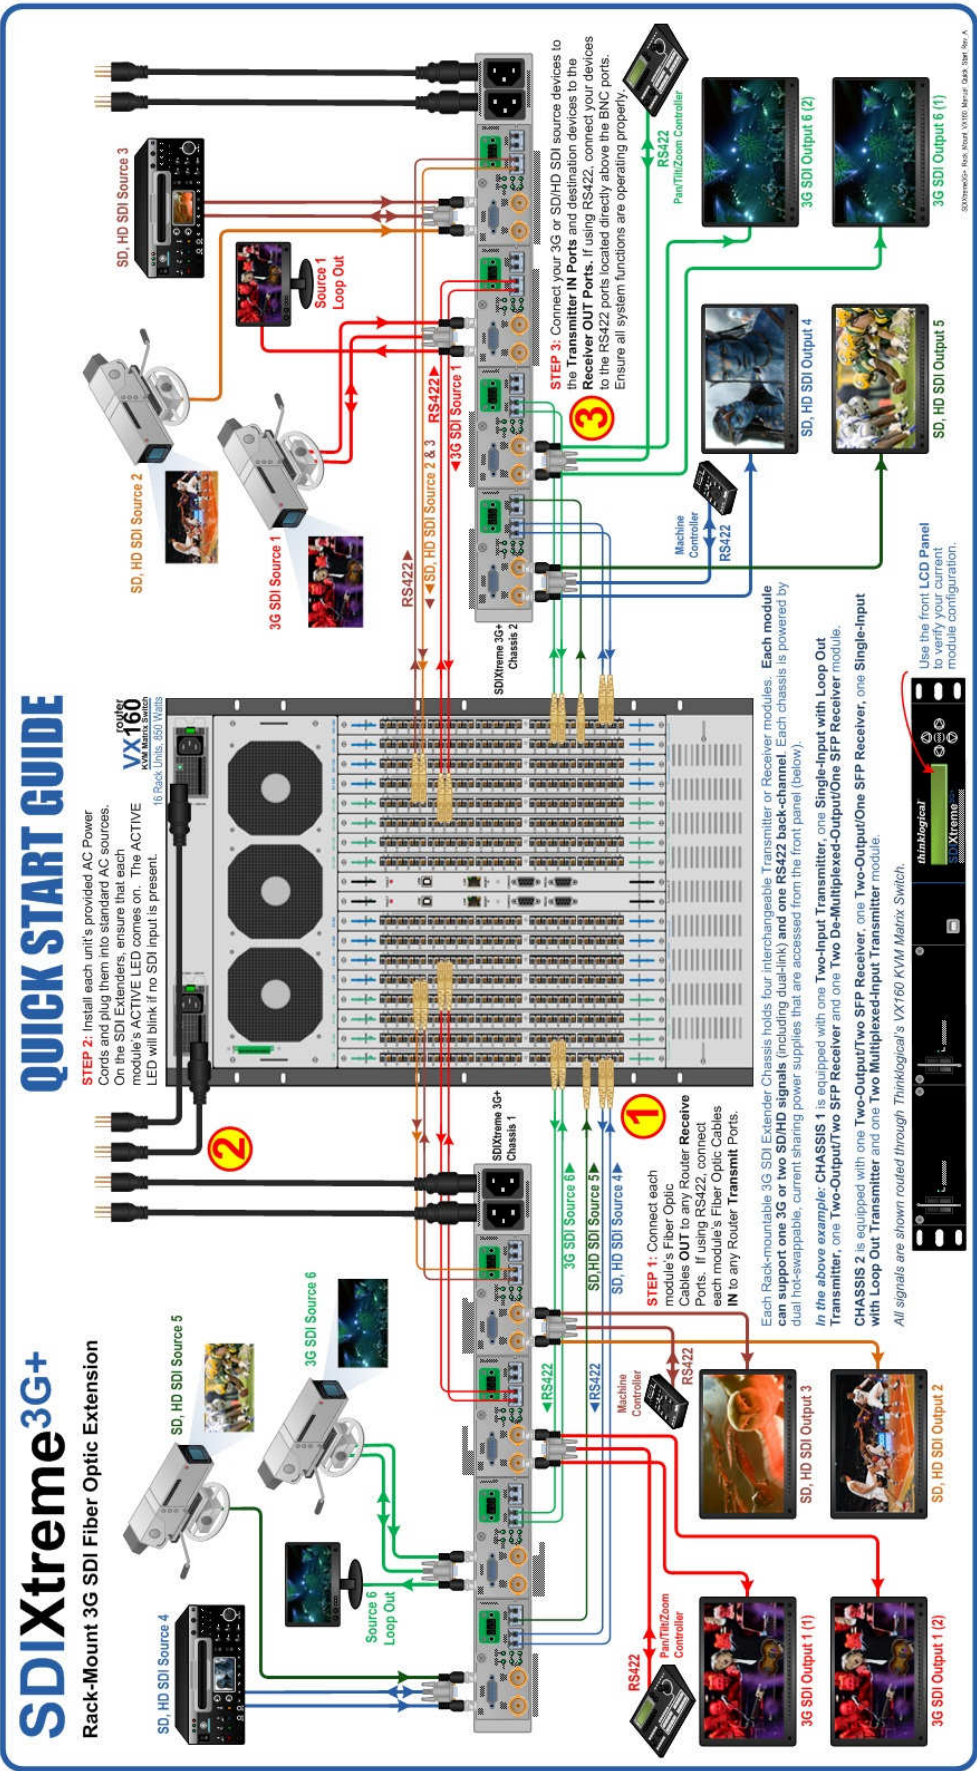 SDIXtreme3G+
QUICK START GUIDE
Rack-Mount 3G SDI Fiber Optic Extension
STEP 2: Install each unit's provided AC Power
Cords and plug them into standard AC sources.
On the SDI Extenders, ensure that each
module's ACTIVE LED comes on. The ACTIVE
LED will blink if no SDI input is present.
VX160
router
KVM Matrix Switch
16 Rack Units, 850 Watts
SD, HD SDI Source 4
SD, HD SDI Source 5
3G SDI Source 6
Source 6
Loop Out
2
SD, HD SDI Source 2
3G SDI Source 1
SD, HD SDI Source 3
Source 1
Loop Out
SDIXtreme 3G+
Chassis 1
SDIXtreme 3G+
Chassis 2
RS422
SD, HD SDI Source 2 & 3
RS422
3G SDI Source 1
RS422
3G SDI Source 6
SD,HD SDI Source 5
RS422
SD, HD SDI Source 4
1
STEP 1: Connect each
module's Fiber Optic
Cables OUT to any Router Receive
Ports. If using RS422, connect
each module's Fiber Optic Cables
IN to any Router Transmit Ports.
3
STEP 3: Connect your 3G or SD/HD SDI source devices to
the Transmitter IN Ports and destination devices to the
Receiver OUT Ports. If using RS422, connect your devices
to the RS422 ports located directly above the BNC ports.
Ensure all system functions are operating properly.
RS422
Pan/Tilt/Zoom
Controller
Machine
Controller
RS422
3G SDI Output 1 (1)
SD, HD SDI Output 3
3G SDI Output 1 (2)
SD, HD SDI Output 2
Machine
Controller
RS422
RS422
Pan/Tilt/Zoom Controller
SD, HD SDI Output 4
3G SDI Output 6 (2)
SD, HD SDI Output 5
3G SDI Output 6 (1)
Each Rack-mountable 3G SDI Extender Chassis holds four interchangeable Transmitter or Receiver modules. Each module
can support one 3G or two SD/HD signals (including dual-link) and one RS422 back-channel. Each chassis is powered by
dual hot-swappable, current sharing power supplies that are accessed from the front panel (below).
In the above example: CHASSIS 1 is equipped with one Two-Input Transmitter, one Single-Input with Loop Out
Transmitter, one Two-Output/Two SFP Receiver and one Two De-Multiplexed-Output/One SFP Receiver module.
CHASSIS 2 is equipped with one Two-Output/Two SFP Receiver, one Two-Output/One SFP Receiver, one Single-Input
with Loop Out Transmitter and one Two Multiplexed-Input Transmitter module.
All signals are shown routed through Thinklogical's VX160 KVM Matrix Switch.
Use the front LCD Panel
to verify your current
module configuration.
thinklogical
SDIXtreme3G+
SDIXtreme3G+ Rack Mount VX160 Manual Quick Start Rev A